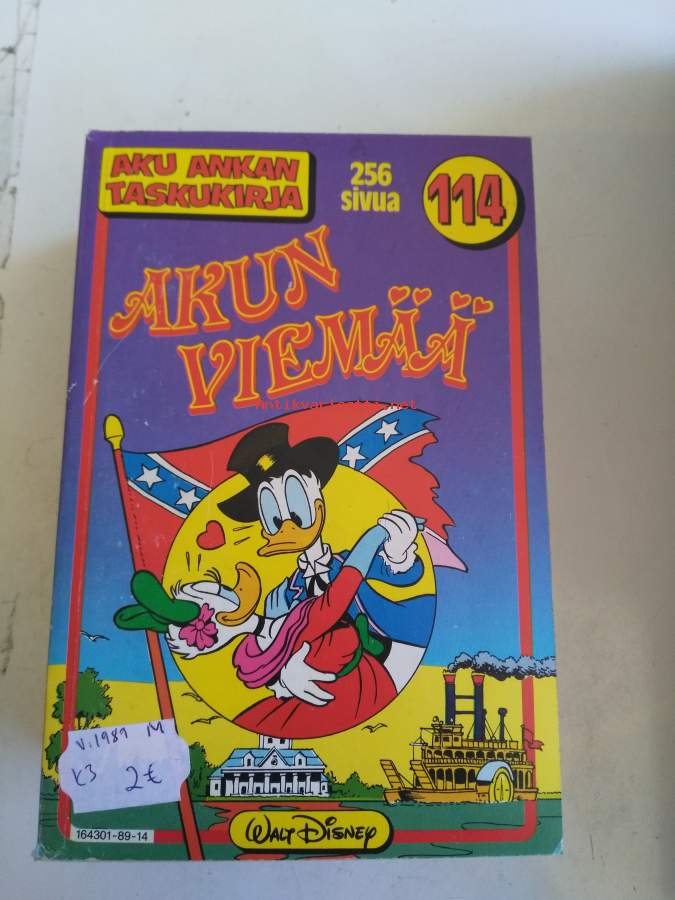 AKU ANKAN
TASKUKIRJA
256
sivua
114
AKUN
VIEMÄÄ
antikvariaatti.net
v.1989 M
K3 2€
164301-89-14
WALT DISNEY